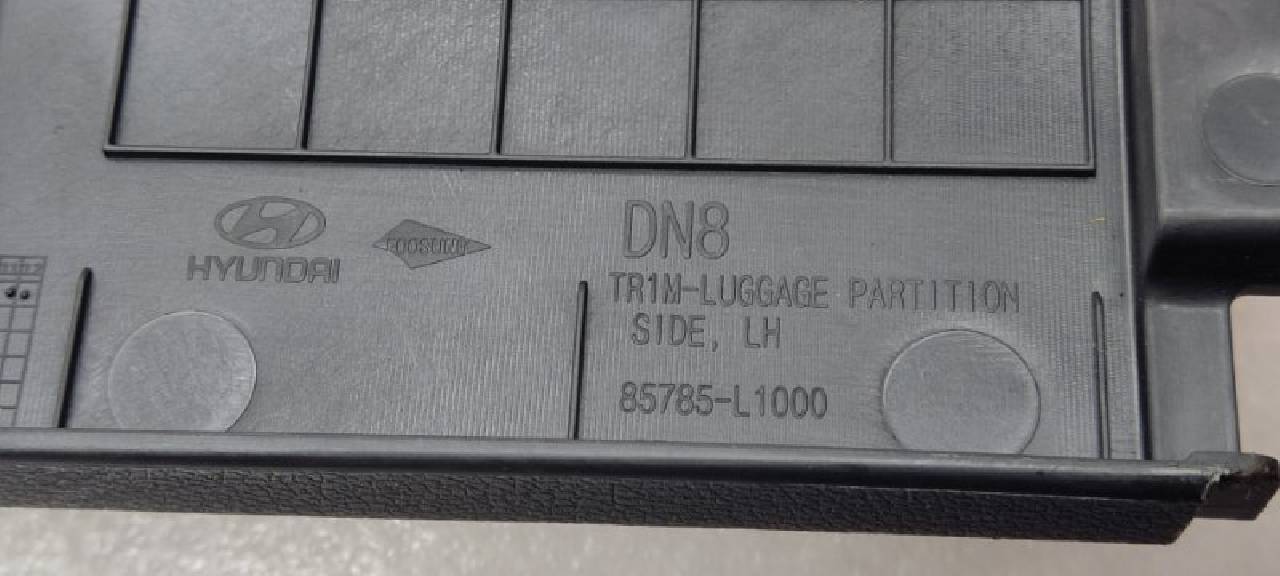 HYUNDAI
DN8
TR1M-LUGGAGE PARTITION
SIDE, LH
85785-L1000